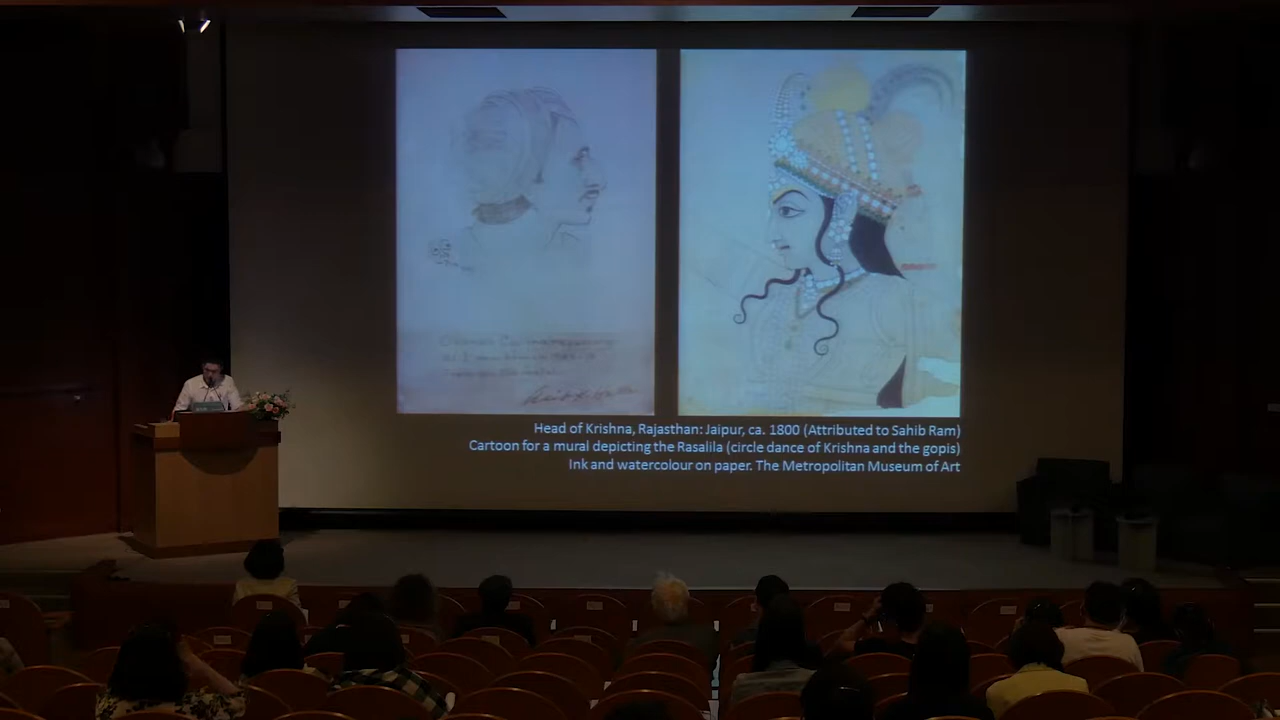 Head of Krishna, Rajasthan: Jaipur, ca. 1800 (Attributed to Sahib Ram)
Cartoon for a mural depicting the Rasalila (circle dance of Krishna and the gopis)
Ink and watercolour on paper. The Metropolitan Museum of Art